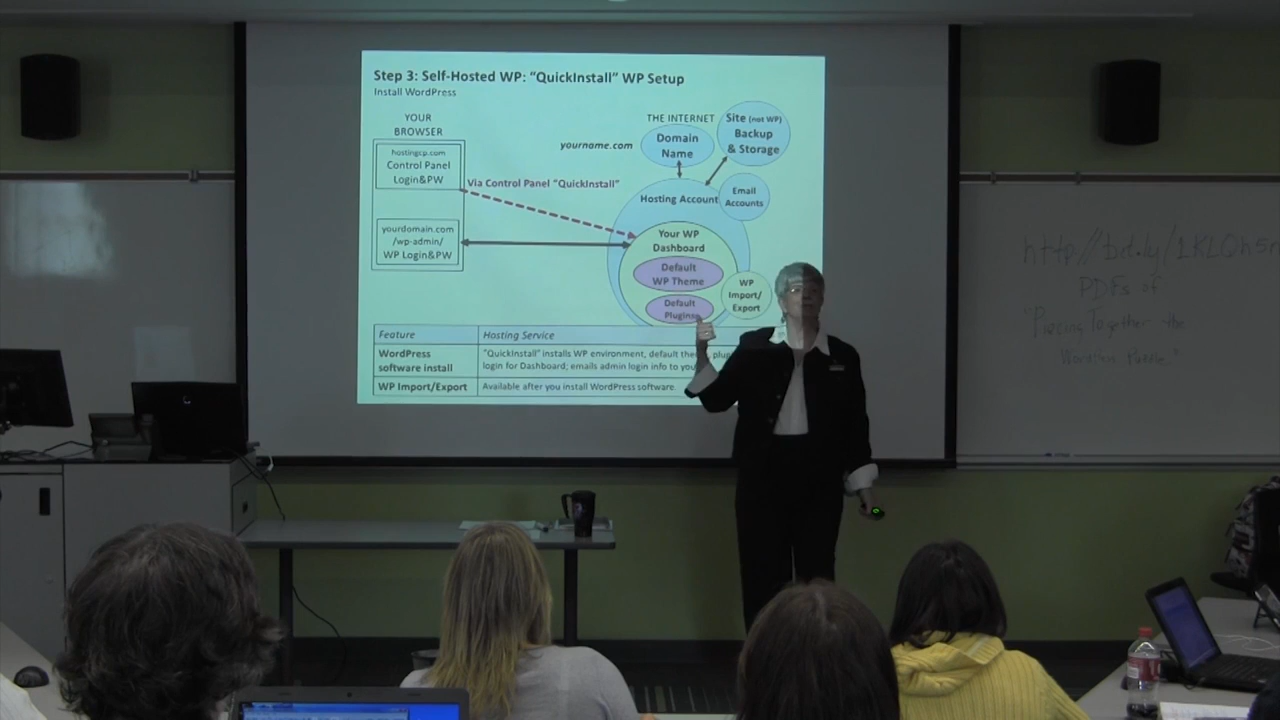 Step 3: Self-Hosted WP: “QuickInstall” WP Setup
Install WordPress
YOUR
BROWSER
hostingcp.com
Control Panel
Login&PW
yourdomain.com
/wp-admin/
WP Login&PW
Via Control Panel “QuickInstall”
yourname.com
THE INTERNET
Domain
Name
Site (not WP)
Backup
& Storage
Hosting Account
Email
Accounts
Your WP
Dashboard
Default
WP Theme
Default
Plugins
WP
Import/
Export
Feature
Hosting Service
WordPress
software install
“QuickInstall” installs WP environment, default
login for Dashboard; emails admin login info to
WP Import/Export
Available after you install WordPress software.
PDFs of
"Piecing Together the